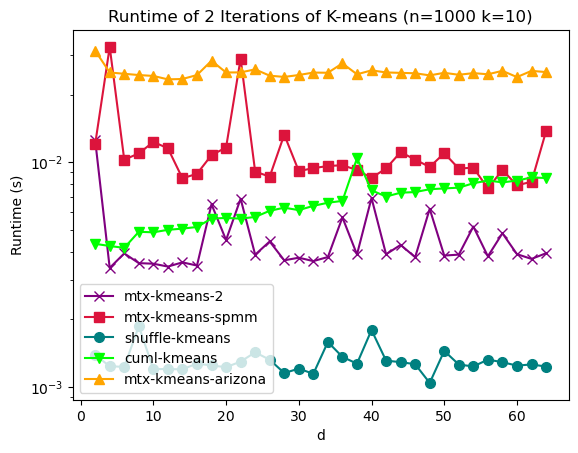 Runtime of 2 Iterations of K-means (n=1000 k=10)
Runtime (s)
10⁻²
10⁻³
mtx-kmeans-2
mtx-kmeans-spmm
shuffle-kmeans
cuml-kmeans
mtx-kmeans-arizona
0 10 20 30 40 50 60
d